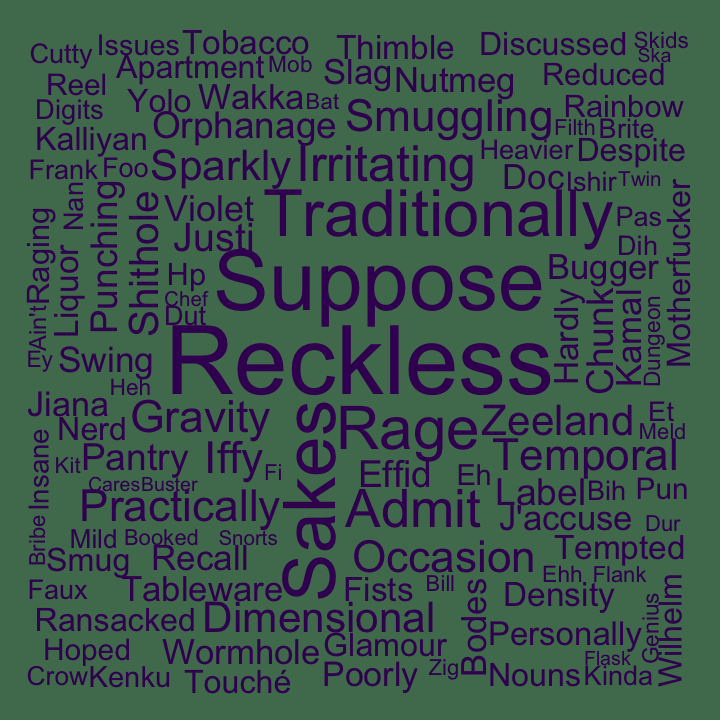 Cutty
Issues
Tobacco
Thimble
Discussed
Skids
Ska
Apartment
Mob
Slag
Nutmeg
Reduced
Reel
Digits
Yolo
Wakka
Bat
Smuggling
Rainbow
Orphanage
Filth
Brite
Kalliyan
Irritating
Heavier
Despite
Frank
Foo
Sparkly
Doc
Ishir
Twin
Nan
Punching
Shithole
Violet
Traditionally
Pas
Motherfucker
Raging
Justi
Dih
Liquor
Hp
Suppose
Bugger
Ain't
Chef
Dut
Hardly
Chunk
Kamal
Dungeon
Ey
Swing
Reckless
Heh
Jiana
Gravity
Sakes
Rage
Zeeland
Et
Nerd
Meld
Insane
Kit
Pantry
Iffy
Fi
Effid
Eh
Temporal
Cares
Buster
Label
Bih
Pun
Practically
Admit
J'accuse
Dur
Bribe
Mild
Booked
Snorts
Smug
Recall
Occasion
Tempted
Faux
Tableware
Fists
Bill
Ehh
Flank
Bodes
Density
Genius
Wilhelm
Ransacked
Dimensional
Personally
Hoped
Wormhole
Glamour
Flask
Crow
Kenku
Touché
Poorly
Zig
Nouns
Kinda